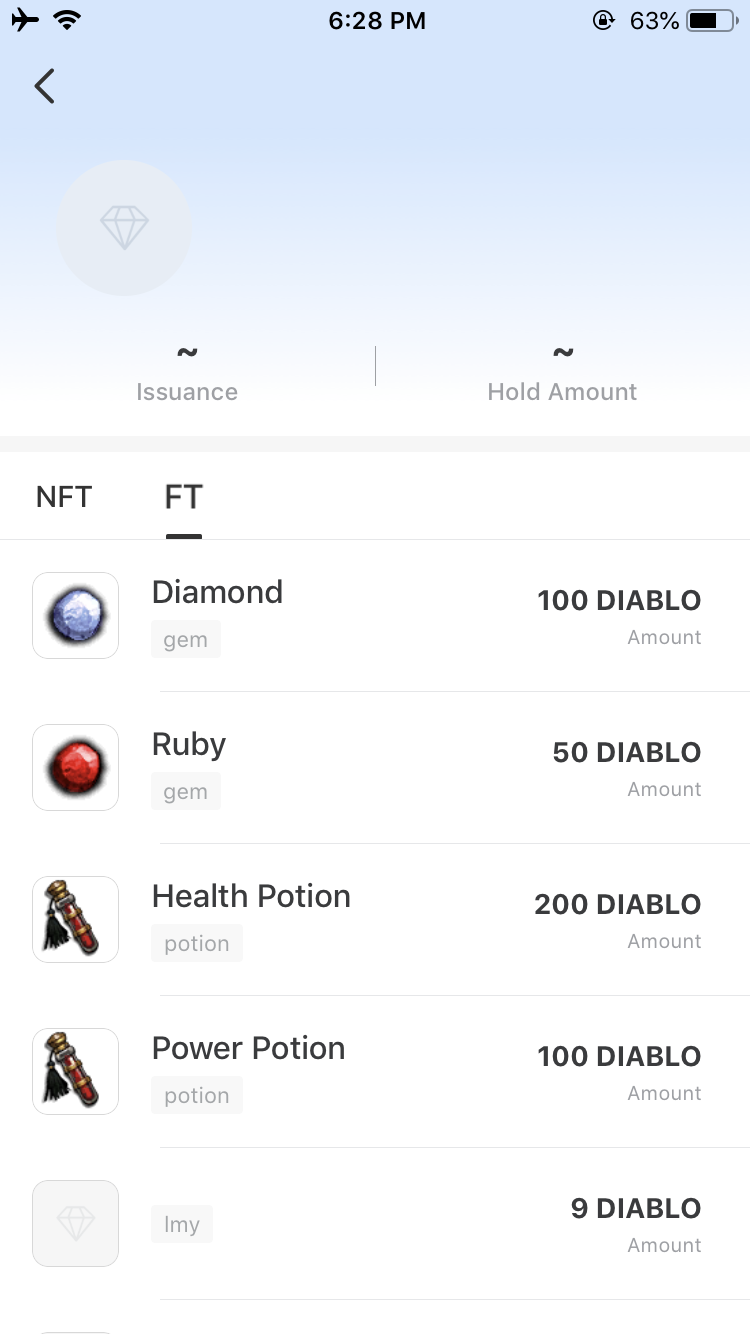 6:28 PM
63%
~
~
Issuance
Hold Amount
NFT
FT
Diamond
100 DIABLO
gem
Amount
Ruby
50 DIABLO
gem
Amount
Health Potion
200 DIABLO
potion
Amount
Power Potion
100 DIABLO
potion
Amount
9 DIABLO
lmy
Amount